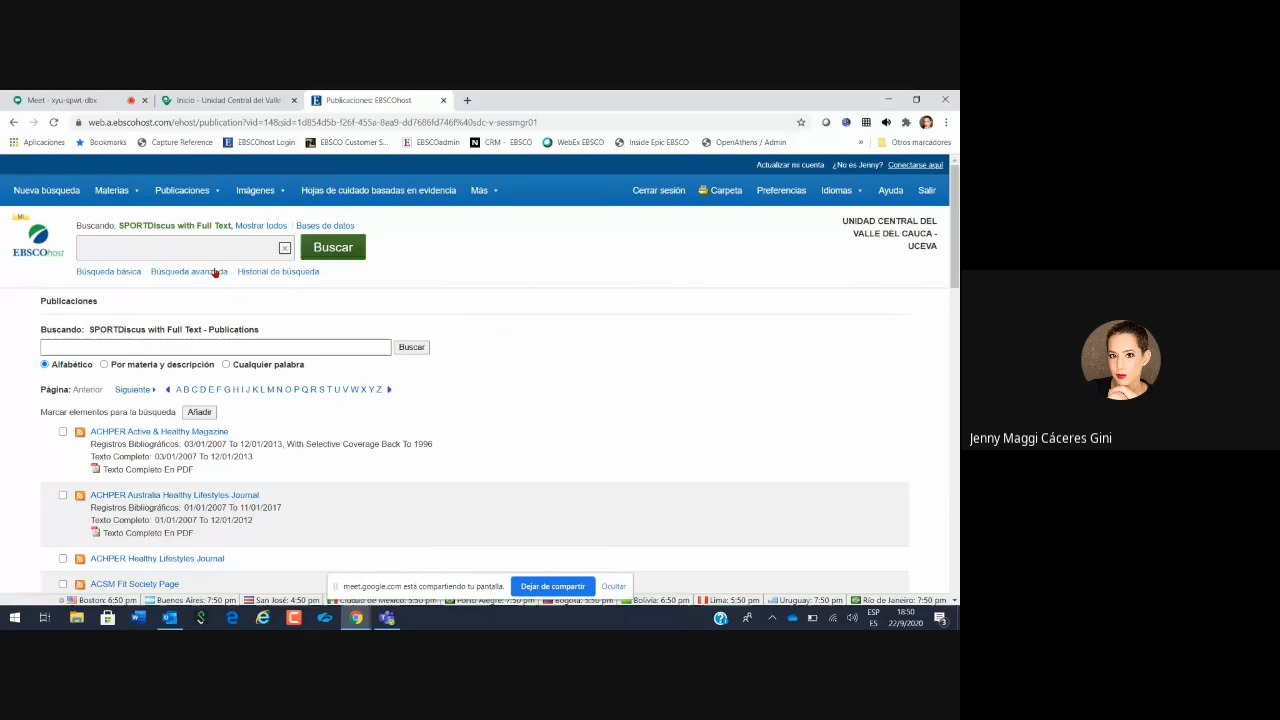 Meet - xyu-spwt-dbx
Inicio - Unidad Central del Valle
Publicaciones: EBSCOhost
web.a.ebscohost.com/ehost/publication?vid=14&sid=1d854d5b-f26f-455a-8ea9-dd7686fd746f%40sdc-v-sessmgr01
Aplicaciones Bookmarks Capture Reference EBSCOhost Login EBSCO Customer S... EBSCOadmin CRM - EBSCO WebEx EBSCO Inside Epic EBSCO OpenAthens / Admin » Otros marcadores
Actualizar mi cuenta ¿No es Jenny? Conectarse aquí
Nueva búsqueda Materias Publicaciones Imágenes Hojas de cuidado basadas en evidencia Más Cerrar sesión Carpeta Preferencias Idiomas Ayuda Salir
Buscando: SPORTDiscus with Full Text, Mostrar todos | Bases de datos
UNIDAD CENTRAL DEL
VALLE DEL CAUCA -
UCEVA
EBSCOhost
Buscar
Búsqueda básica Búsqueda avanzada Historial de búsqueda
Publicaciones
Buscando: SPORTDiscus with Full Text - Publications
Buscar
Alfabético Por materia y descripción Cualquier palabra
Página: Anterior Siguiente A B C D E F G H I J K L M N O P Q R S T U V W X Y Z
Marcar elementos para la búsqueda Añadir
ACHPER Active & Healthy Magazine
Registros Bibliográficos: 03/01/2007 To 12/01/2013, With Selective Coverage Back To 1996
Texto Completo: 03/01/2007 To 12/01/2013
Texto Completo En PDF
ACHPER Australia Healthy Lifestyles Journal
Registros Bibliográficos: 01/01/2007 To 11/01/2017
Texto Completo: 01/01/2007 To 12/01/2012
Texto Completo En PDF
ACHPER Healthy Lifestyles Journal
ACSM Fit Society Page
meet.google.com está compartiendo tu pantalla. Dejar de compartir Ocultar
Boston: 6:50 pm Buenos Aires: 7:50 pm San José: 4:50 pm Ciudad de México: 5:50 pm Porto Alegre: 7:50 pm Bogotá: 5:50 pm Bolivia: 6:50 pm Lima: 5:50 pm Uruguay: 7:50 pm Río de Janeiro: 7:50 pm
ESP
ES
18:50
22/9/2020
Jenny Maggi Cáceres Gini